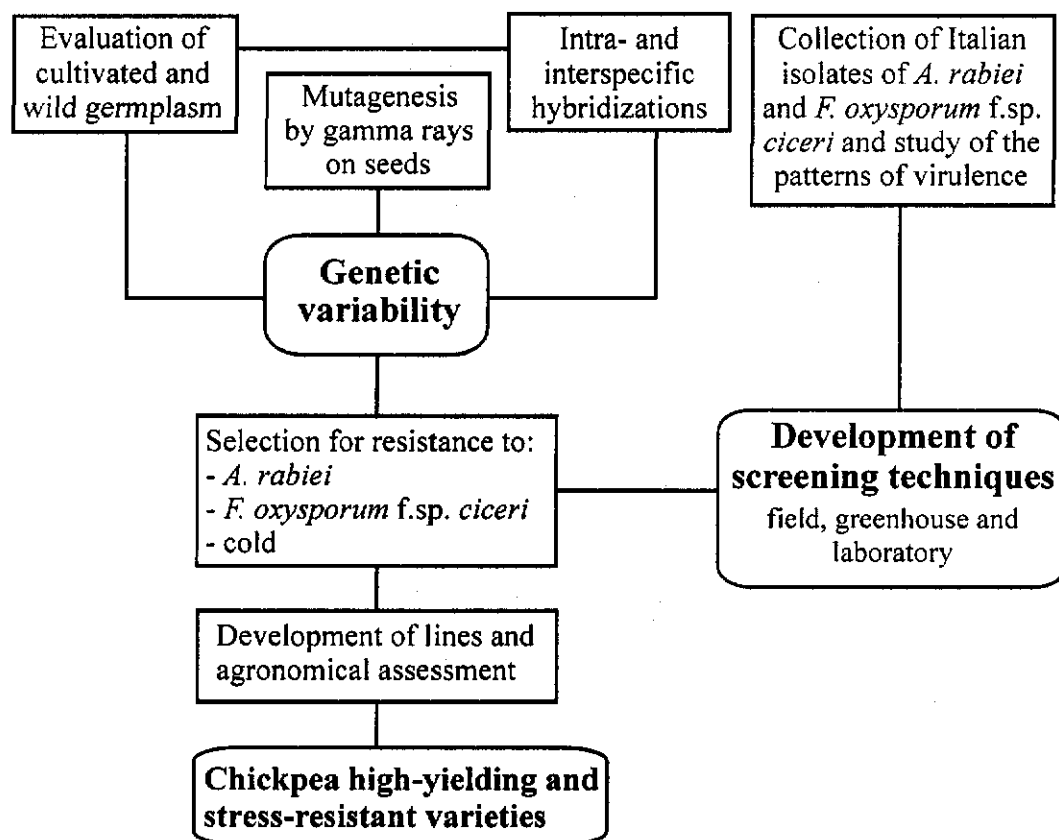 Evaluation of
cultivated and
wild germplasm
Mutagenesis
by gamma rays
on seeds
Intra- and
interspecific
hybridizations
Collection of Italian
isolates of A. rabiei
and F. oxysporum f.sp.
ciceri and study of the
patterns of virulence
Genetic
variability
Selection for resistance to:
- A. rabiei
- F. oxysporum f.sp. ciceri
- cold
Development of
screening techniques
field, greenhouse and
laboratory
Development of lines and
agronomical assessment
Chickpea high-yielding and
stress-resistant varieties